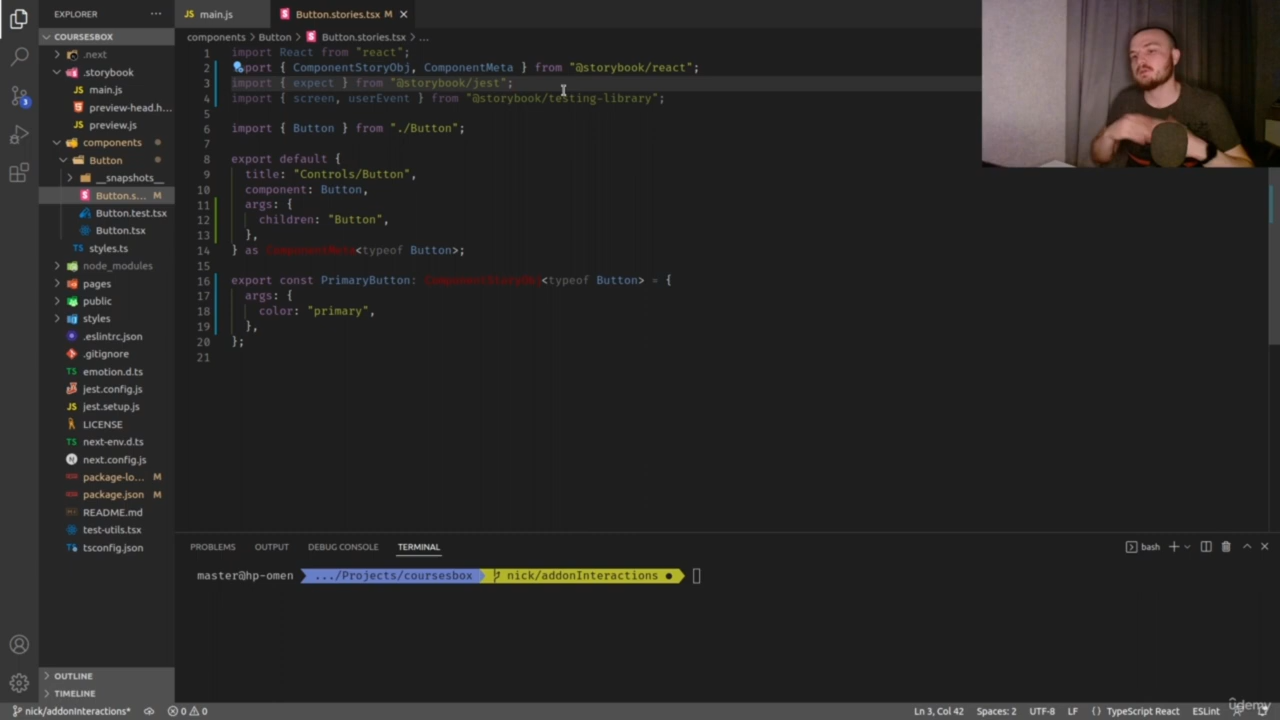 EXPLORER
main.js
Button.stories.tsx M
COURSESBOX
components > Button > Button.stories.tsx > ...
.next
.storybook
main.js
preview-head.h...
preview.js
components
Button
__snapshots__
Button.s... M
Button.test.tsx
Button.tsx
styles.ts
node_modules
pages
public
styles
.eslintrc.json
.gitignore
emotion.d.ts
jest.config.js
jest.setup.js
LICENSE
next-env.d.ts
next.config.js
package-lo... M
package.json M
README.md
test-utils.tsx
tsconfig.json
OUTLINE
TIMELINE
1 import React from "react";
2 import { ComponentStoryObj, ComponentMeta } from "@storybook/react";
3 import { expect } from "@storybook/jest";
4 import { screen, userEvent } from "@storybook/testing-library";
5
6 import { Button } from "./Button";
7
8 export default {
9 title: "Controls/Button",
10 component: Button,
11 args: {
12 children: "Button",
13 },
14 } as ComponentMeta<typeof Button>;
15
16 export const PrimaryButton: ComponentStoryObj<typeof Button> = {
17 args: {
18 color: "primary",
19 },
20 };
21
PROBLEMS OUTPUT DEBUG CONSOLE TERMINAL
bash
master@hp-omen .../Projects/coursesbox nick/addonInteractions ●
3
nick/addonInteractions* 0 0
Ln 3, Col 42 Spaces: 2 UTF-8 LF {} TypeScript React ESLint
udemy